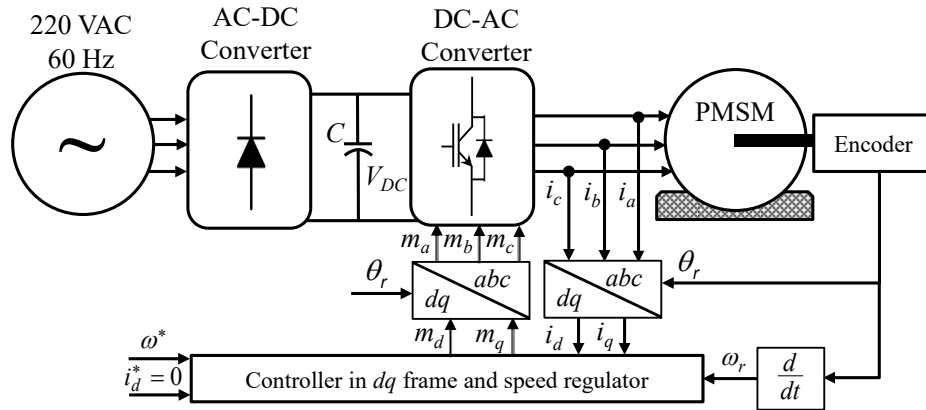 220 VAC
60 Hz
~
AC-DC
Converter
DC-AC
Converter
C
V_{DC}
PMSM
Encoder
i_c
i_b
i_a
m_a
m_b
m_c
θ_r
abc
dq
abc
dq
θ_r
m_d
m_q
i_d
i_q
ω^*
i_d^* = 0
Controller in dq frame and speed regulator
ω_r
d
dt